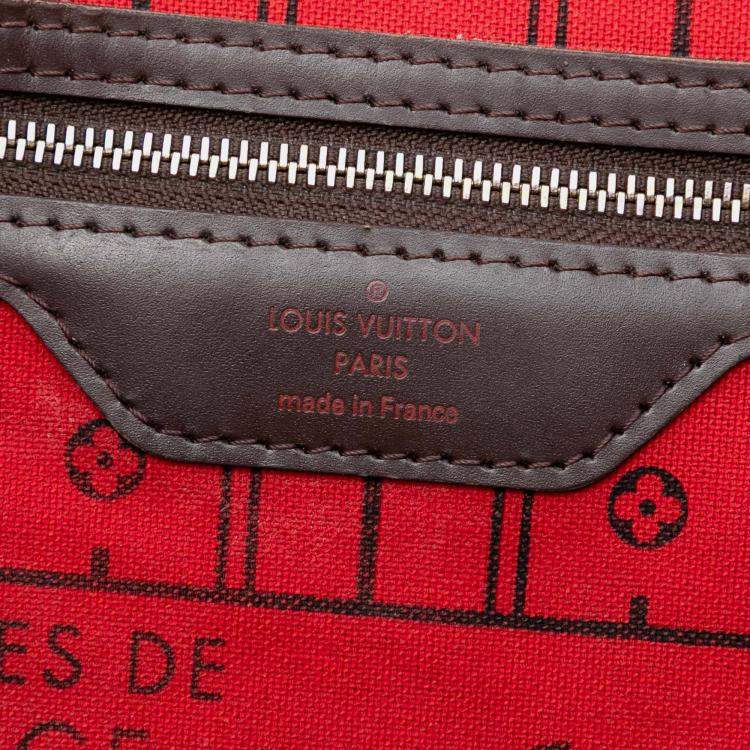 ®
LOUIS VUITTON
PARIS
made in France
ES DE